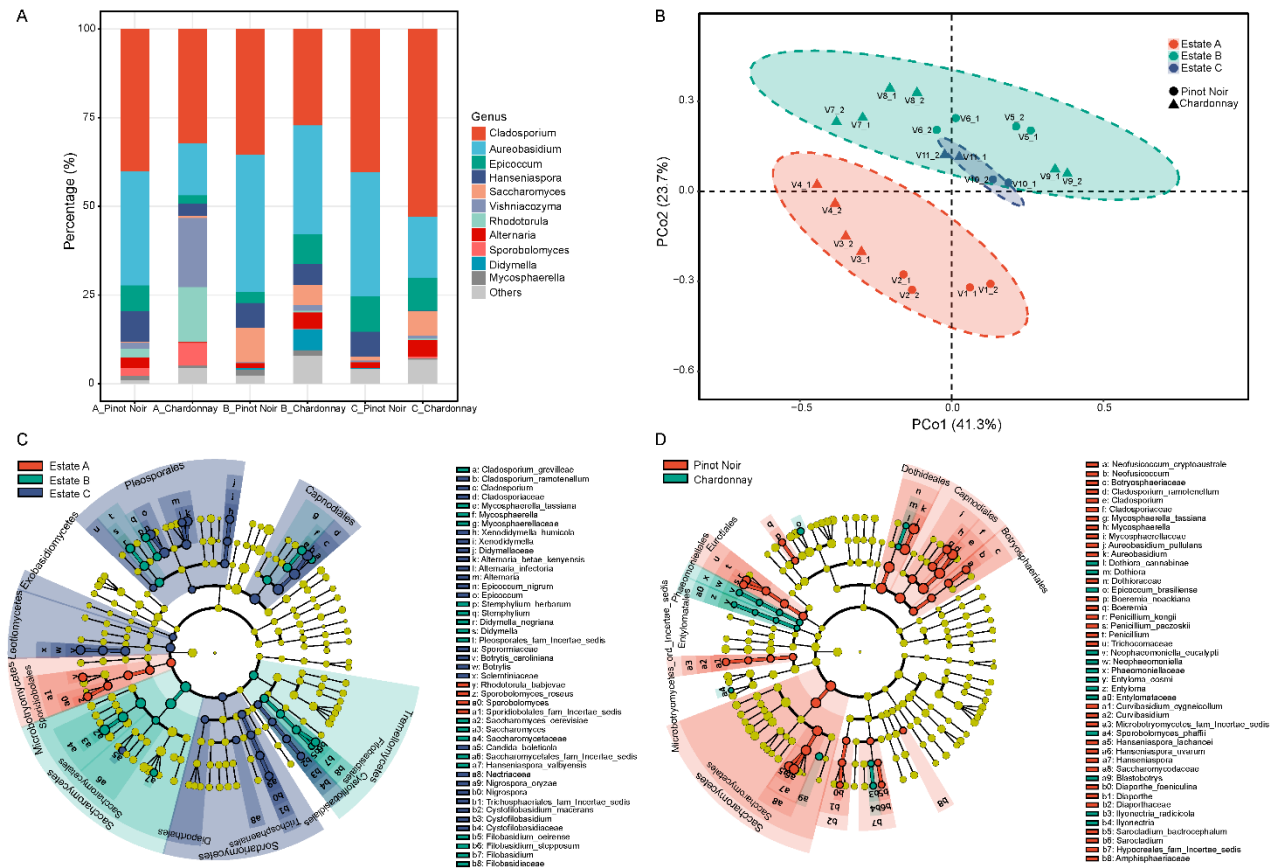 A
100
75
50
25
0
Percentage (%)
A_Pinot Noir
A_Chardonnay
B_Pinot Noir
B_Chardonnay
C_Pinot Noir
C_Chardonnay
Genus
Cladosporium
Aureobasidium
Epicoccum
Hanseniaspora
Saccharomyces
Vishniacozyma
Rhodotorula
Alternaria
Sporobolomyces
Didymella
Mycosphaerella
Others
B
0.3
0.0
−0.3
−0.6
PCo2 (23.7%)
−0.5
0.0
0.5
PCo1 (41.3%)
Estate A
Estate B
Estate C
Pinot Noir
Chardonnay
V8_1
V8_2
V7_2
V7_1
V6_2
V6_1
V5_2
V5_1
V11_2
V11_1
V10_2
V10_1
V9_1
V9_2
V4_1
V4_2
V3_2
V3_1
V2_1
V2_2
V1_1
V1_2
C
Estate A
Estate B
Estate C
Pleosporales
Capnodiales
Exobasidiomycetes
Leotiomycetes
Microbotryomycetes
Sporidiobolales
Saccharomycetes
Saccharomycetales
Diaporthales
Sordariomycetes
Trichosphaeriales
Cystofilobasidiales
Filobasidiales
Tremellomycetes
a: Cladosporium_grevilleae
b: Cladosporium_ramotenellum
c: Cladosporium
d: Cladosporiaceae
e: Mycosphaerella_tassiana
f: Mycosphaerella
g: Mycosphaerellaceae
h: Xenodidymella_humicola
i: Xenodidymella
j: Didymellaceae
k: Alternaria_betae_kenyensis
l: Alternaria_infectoria
m: Alternaria
n: Epicoccum_nigrum
o: Epicoccum
p: Stemphylium_herbarum
q: Stemphylium
r: Didymella_negriana
s: Didymella
t: Pleosporales_fam_Incertae_sedis
u: Sporormiaceae
v: Botrytis_caroliniana
w: Botrytis
x: Sclerotiniaceae
y: Rhodotorula_babjevae
z: Sporobolomyces_roseus
a0: Sporobolomyces
a1: Sporidiobolales_fam_Incertae_sedis
a2: Saccharomyces_cerevisiae
a3: Saccharomyces
a4: Saccharomycetaceae
a5: Candida_boleticola
a6: Saccharomycetales_fam_Incertae_sedis
a7: Hanseniaspora_valbyensis
a8: Nectriaceae
a9: Nigrospora_oryzae
b0: Nigrospora
b1: Trichosphaeriales_fam_Incertae_sedis
b2: Cystofilobasidium_macerans
b3: Cystofilobasidium
b4: Cystofilobasidiaceae
b5: Filobasidium_oeirense
b6: Filobasidium_stepposum
b7: Filobasidium
b8: Filobasidiaceae
D
Pinot Noir
Chardonnay
Dothideales
Capnodiales
Botryosphaeriales
Eurotiales
Phaeomoniellales
Entylomatales
Microbotryomycetes_ord_Incertae_sedis
Saccharomycetes
Saccharomycetales
a: Neofusicoccum_cryptoaustrale
b: Neofusicoccum
c: Botryosphaeriaceae
d: Cladosporium_ramotenellum
e: Cladosporium
f: Cladosporiaceae
g: Mycosphaerella_tassiana
h: Mycosphaerella
i: Mycosphaerellaceae
j: Aureobasidium_pullulans
k: Aureobasidium
l: Dothiora_cannabinae
m: Dothiora
n: Dothioraceae
o: Epicoccum_brasiliense
p: Boeremia_noackiana
q: Boeremia
r: Penicillium_kongii
s: Penicillium_paczoskii
t: Penicillium
u: Trichocomaceae
v: Neophaeomoniella_eucalypti
w: Neophaeomoniella
x: Phaeomoniellaceae
y: Entyloma_cosmi
z: Entyloma
a0: Entylomataceae
a1: Curvibasidium_cygneicollum
a2: Curvibasidium
a3: Microbotryomycetes_fam_Incertae_sedis
a4: Sporobolomyces_phaffii
a5: Hanseniaspora_lachancei
a6: Hanseniaspora_uvarum
a7: Hanseniaspora
a8: Saccharomycodaceae
a9: Blastobotrys
b0: Diaporthe_foeniculina
b1: Diaporthe
b2: Diaporthaceae
b3: Ilyonectria_radicicola
b4: Ilyonectria
b5: Sarocladium_bactrocephalum
b6: Sarocladium
b7: Hypocreales_fam_Incertae_sedis
b8: Amphisphaeriaceae